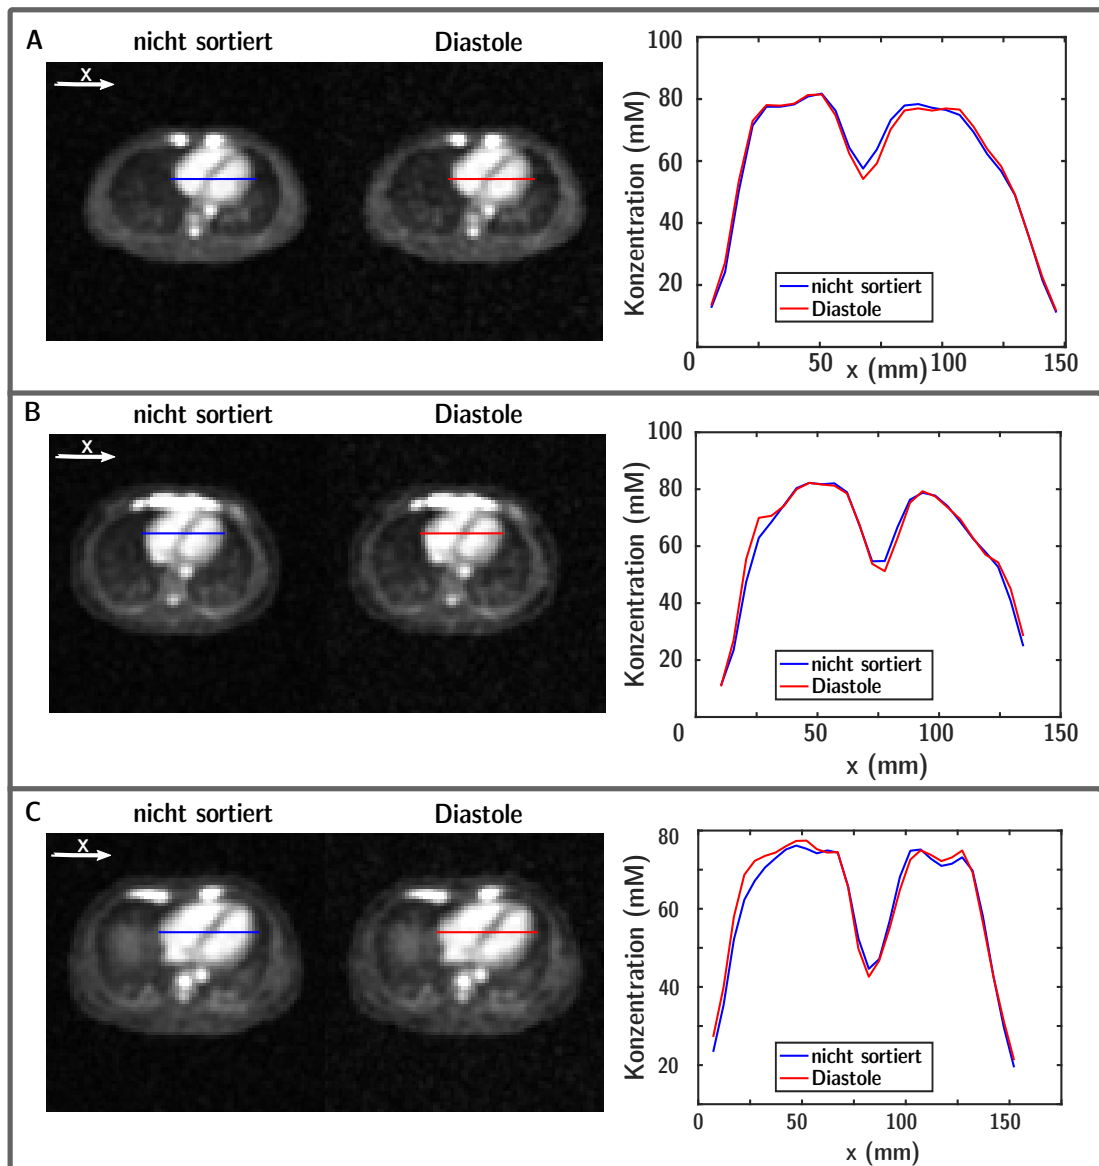 A
nicht sortiert
Diastole
x
100
80
60
40
20
0
50
100
150
Konzentration (mM)
x (mm)
nicht sortiert
Diastole
B
nicht sortiert
Diastole
x
100
80
60
40
20
0
50
100
150
Konzentration (mM)
x (mm)
nicht sortiert
Diastole
C
nicht sortiert
Diastole
x
80
60
40
20
0
50
100
150
Konzentration (mM)
x (mm)
nicht sortiert
Diastole